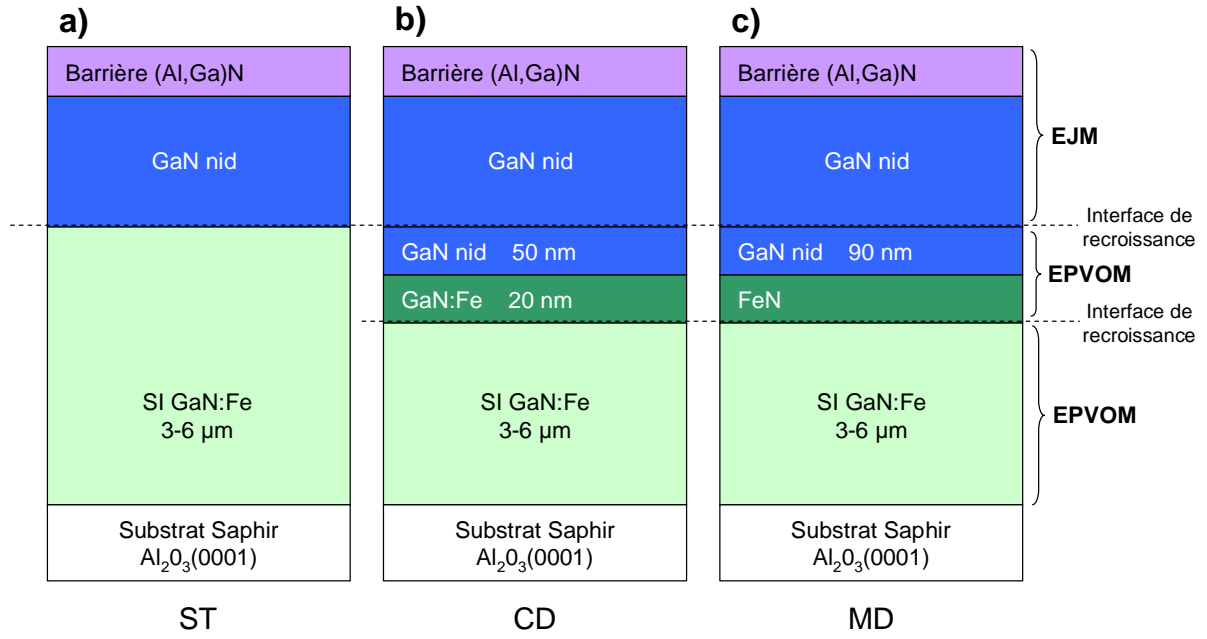 a)
Barrière (Al,Ga)N
GaN nid
SI GaN:Fe
3-6 µm
Substrat Saphir
Al₂0₃(0001)
ST
b)
Barrière (Al,Ga)N
GaN nid
GaN nid 50 nm
GaN:Fe 20 nm
SI GaN:Fe
3-6 µm
Substrat Saphir
Al₂0₃(0001)
CD
c)
Barrière (Al,Ga)N
GaN nid
GaN nid 90 nm
FeN
SI GaN:Fe
3-6 µm
Substrat Saphir
Al₂0₃(0001)
MD
EJM
Interface de
recroissance
EPVOM
Interface de
recroissance
EPVOM